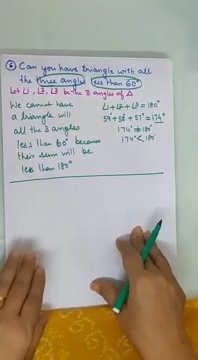 ⑥ Can you have triangle with all
the three angles less than 60°
Let ∠1, ∠2, ∠3 be the 3 angles of △
We cannot have
a triangle will
all the 3 angles
less than 60° because
their sum will be
less than 180°
∠1 + ∠2 + ∠3 = 180°
59° + 58° + 57° = 174°
174° ≠ 180°
174° < 180°